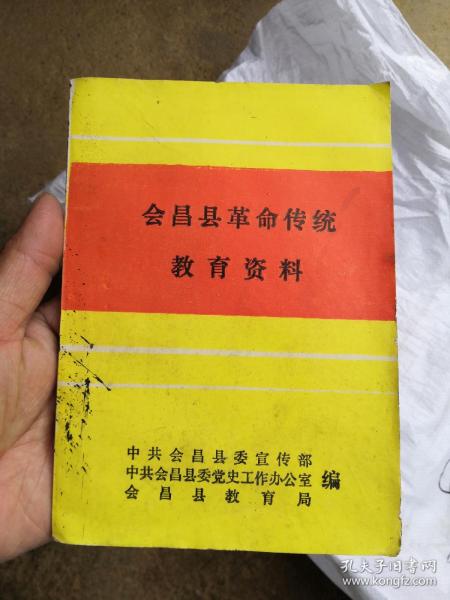 会昌县革命传统
教育资料
中共会昌县委宣传部
中共会昌县委党史工作办公室 编
会昌县教育局
孔夫子旧书网
www.kongfz.com